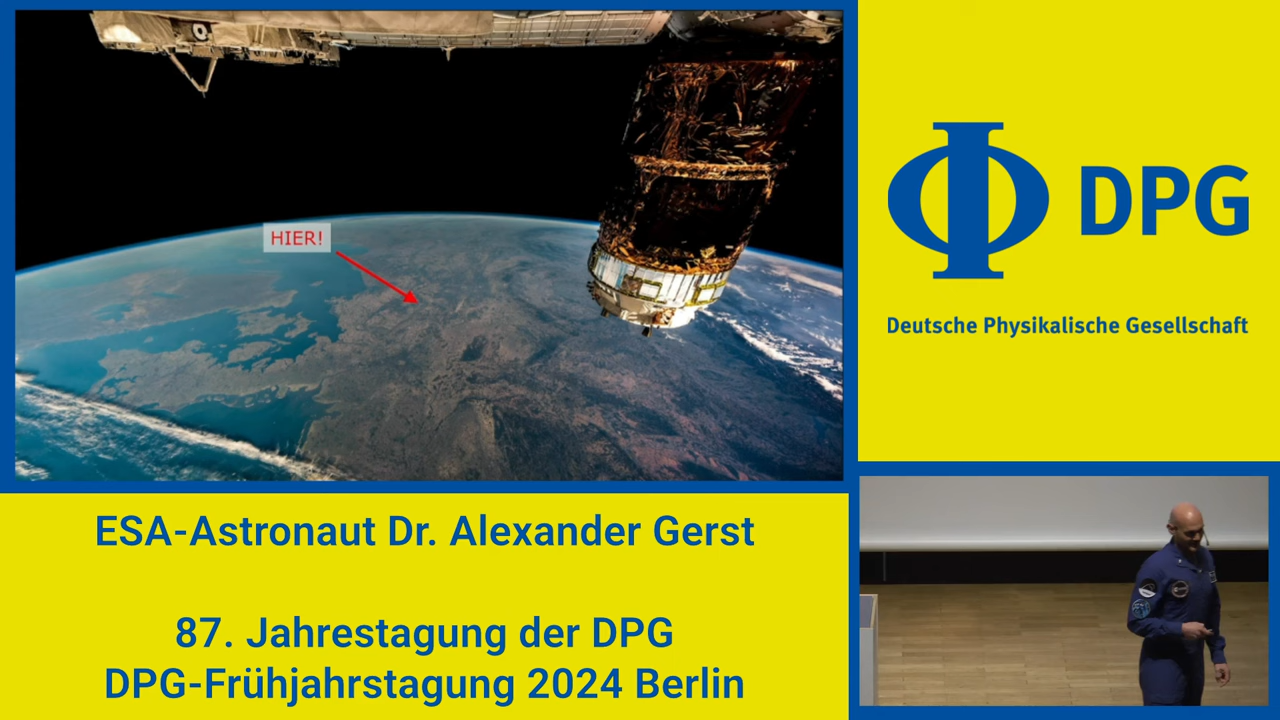 HIER!
DPG
Deutsche Physikalische Gesellschaft
ESA-Astronaut Dr. Alexander Gerst
87. Jahrestagung der DPG
DPG-Frühjahrstagung 2024 Berlin